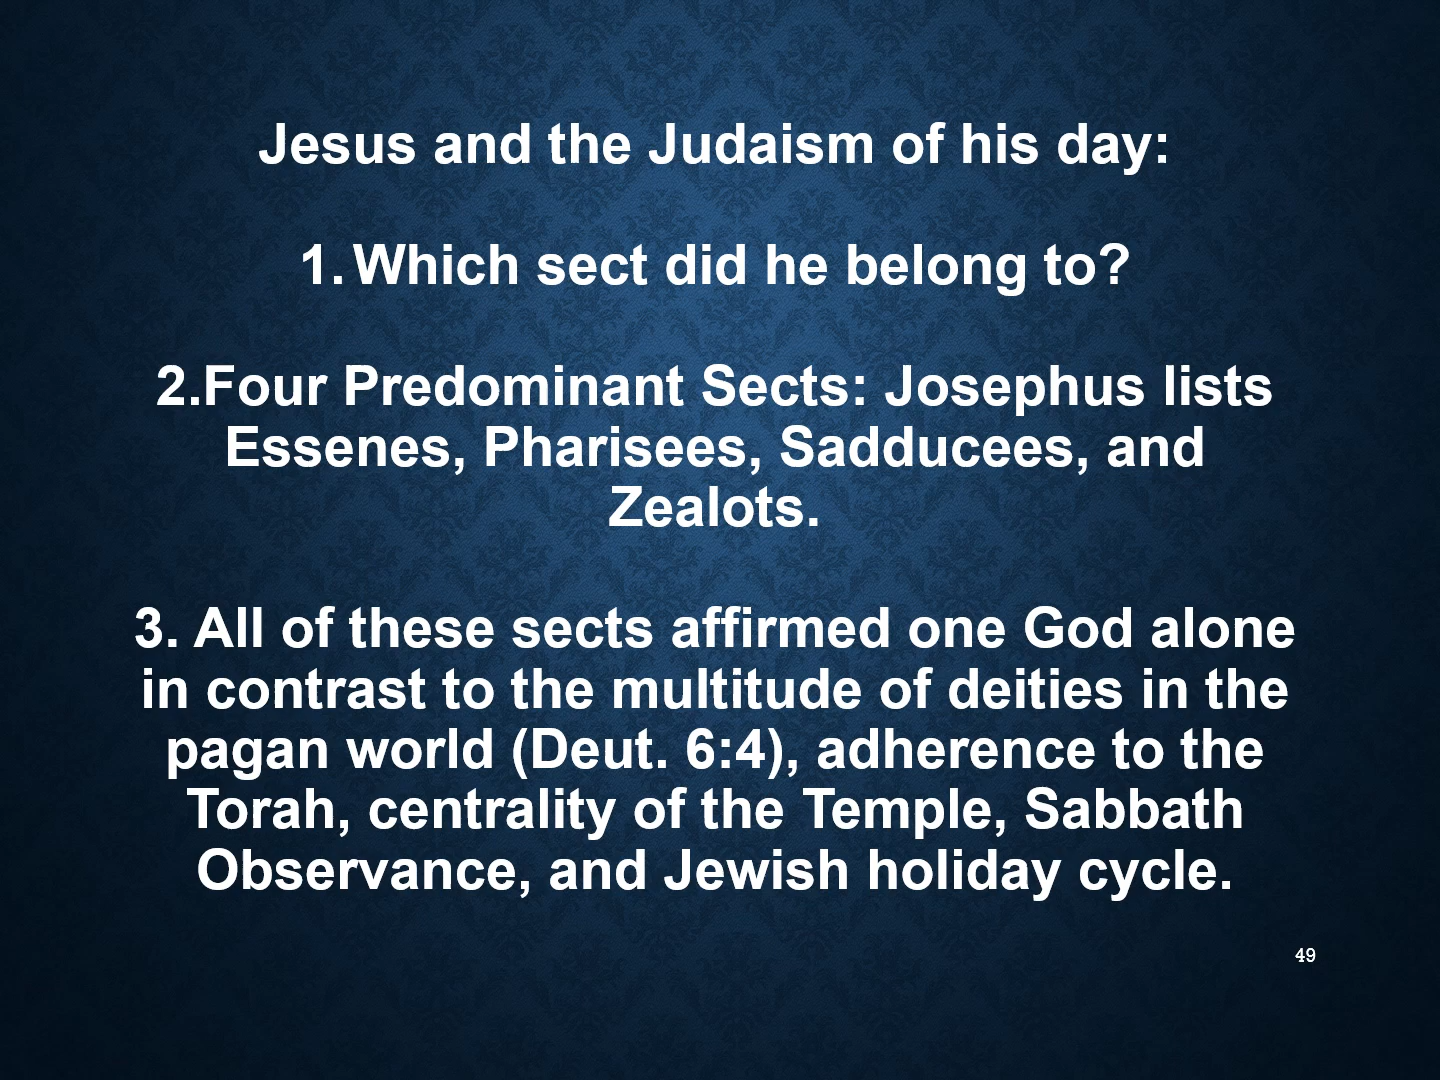 Jesus and the Judaism of his day:
1. Which sect did he belong to?
2.Four Predominant Sects: Josephus lists
Essenes, Pharisees, Sadducees, and
Zealots.
3. All of these sects affirmed one God alone
in contrast to the multitude of deities in the
pagan world (Deut. 6:4), adherence to the
Torah, centrality of the Temple, Sabbath
Observance, and Jewish holiday cycle.
49